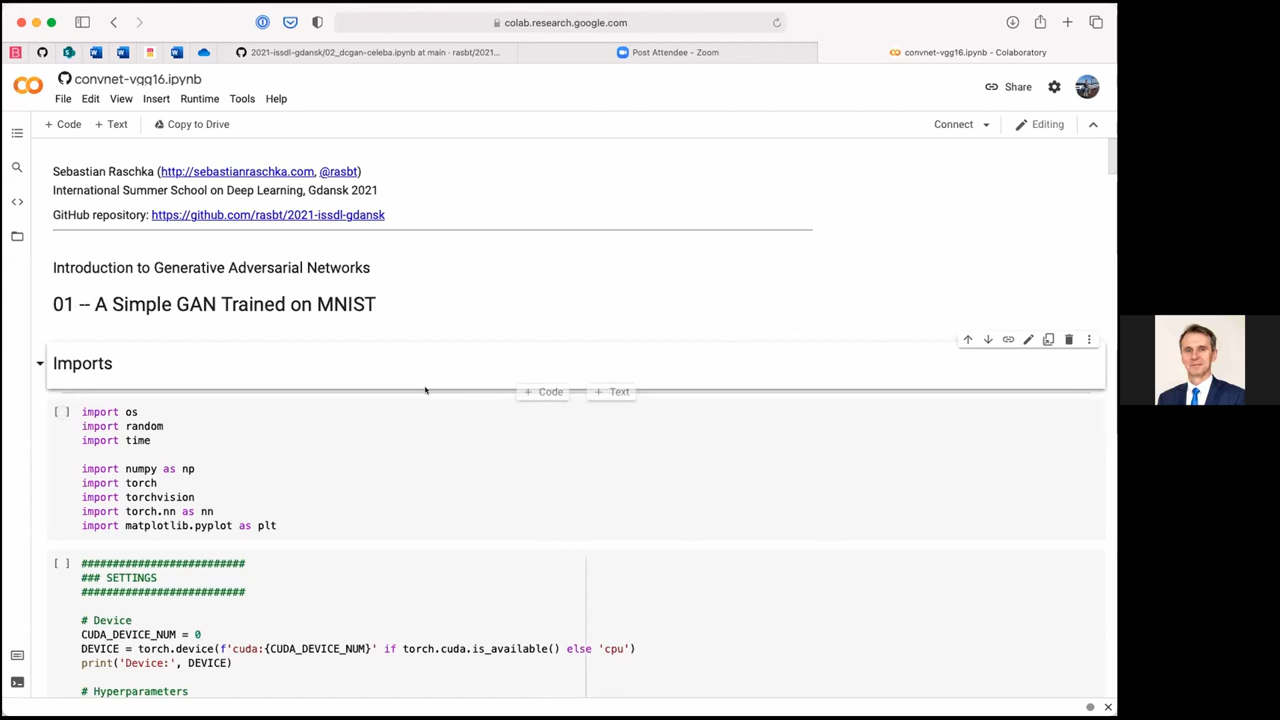 colab.research.google.com
2021-issdl-gdansk/02_dcgan-celeba.ipynb at main · rasbt/2021...
Post Attendee - Zoom
convnet-vgg16.ipynb - Colaboratory
convnet-vgg16.ipynb
Share
File Edit View Insert Runtime Tools Help
+ Code + Text Copy to Drive
Connect Editing
Sebastian Raschka (http://sebastianraschka.com, @rasbt)
International Summer School on Deep Learning, Gdansk 2021
GitHub repository: https://github.com/rasbt/2021-issdl-gdansk
Introduction to Generative Adversarial Networks
01 -- A Simple GAN Trained on MNIST
Imports
+ Code + Text
[ ] import os
import random
import time
import numpy as np
import torch
import torchvision
import torch.nn as nn
import matplotlib.pyplot as plt
[ ] ##########################
### SETTINGS
##########################
# Device
CUDA_DEVICE_NUM = 0
DEVICE = torch.device(f'cuda:{CUDA_DEVICE_NUM}' if torch.cuda.is_available() else 'cpu')
print('Device:', DEVICE)
# Hyperparameters